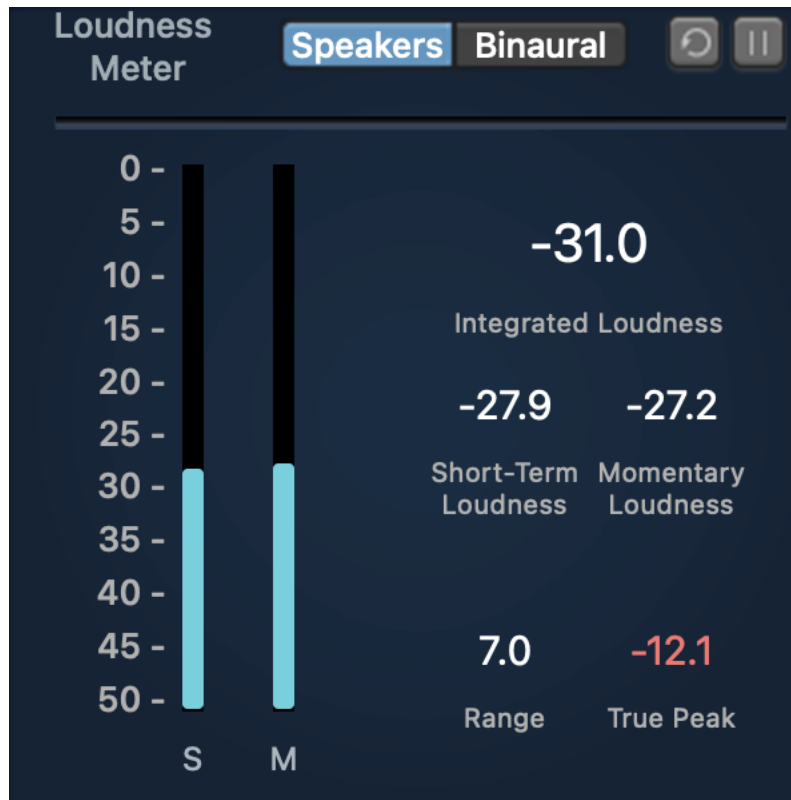 Loudness
Meter
Speakers Binaural
0 -
5 -
10 -
15 -
20 -
25 -
30 -
35 -
40 -
45 -
50 -
S M
-31.0
Integrated Loudness
-27.9 -27.2
Short-Term Momentary
Loudness Loudness
7.0 -12.1
Range True Peak